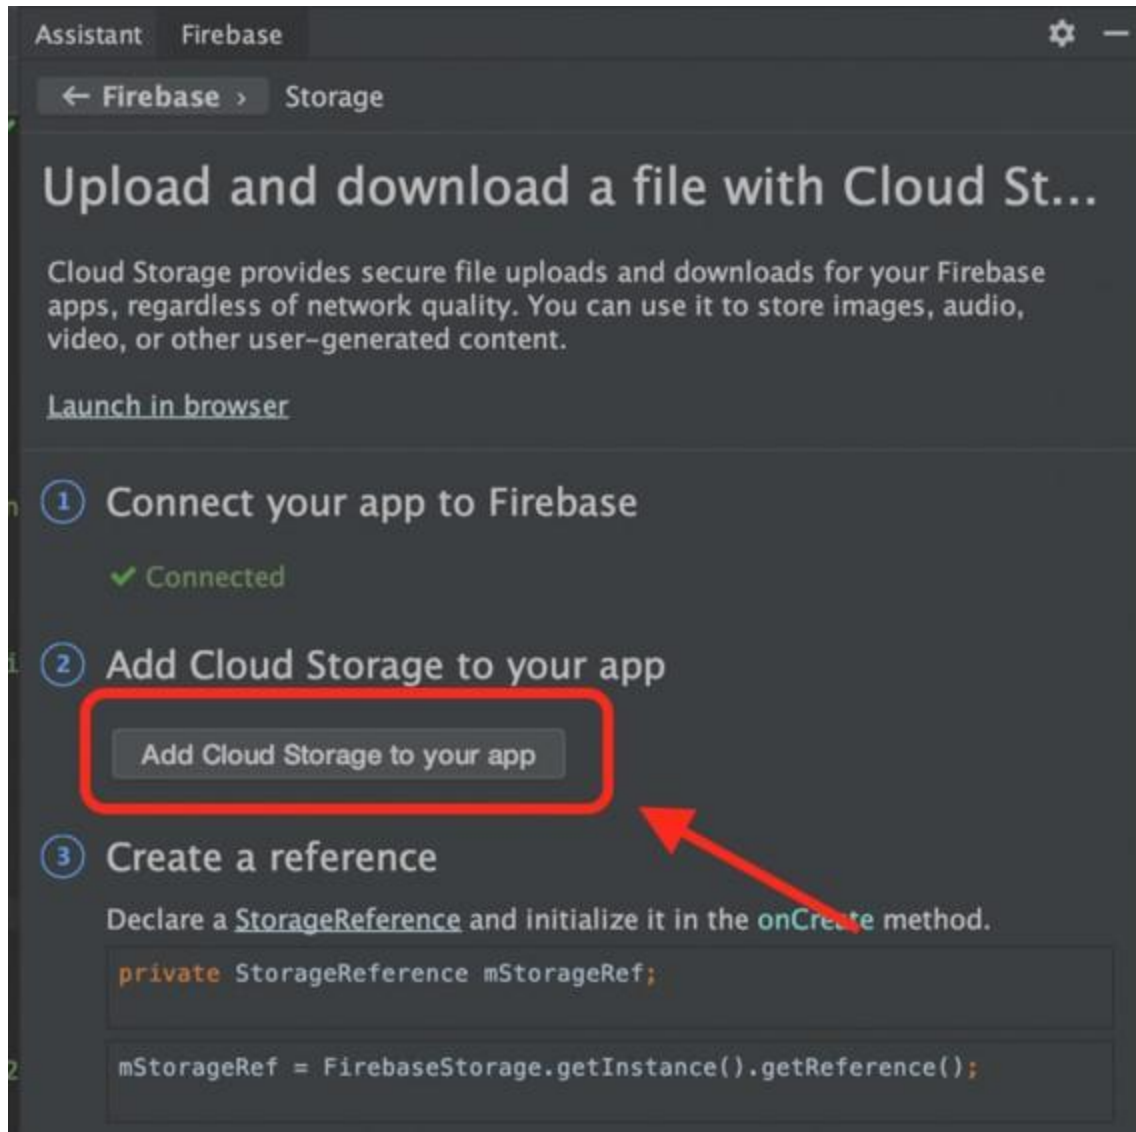 Assistant Firebase
← Firebase › Storage
Upload and download a file with Cloud St...
Cloud Storage provides secure file uploads and downloads for your Firebase
apps, regardless of network quality. You can use it to store images, audio,
video, or other user-generated content.
Launch in browser
1 Connect your app to Firebase
✔ Connected
2 Add Cloud Storage to your app
Add Cloud Storage to your app
3 Create a reference
Declare a StorageReference and initialize it in the onCreate method.
private StorageReference mStorageRef;
mStorageRef = FirebaseStorage.getInstance().getReference();